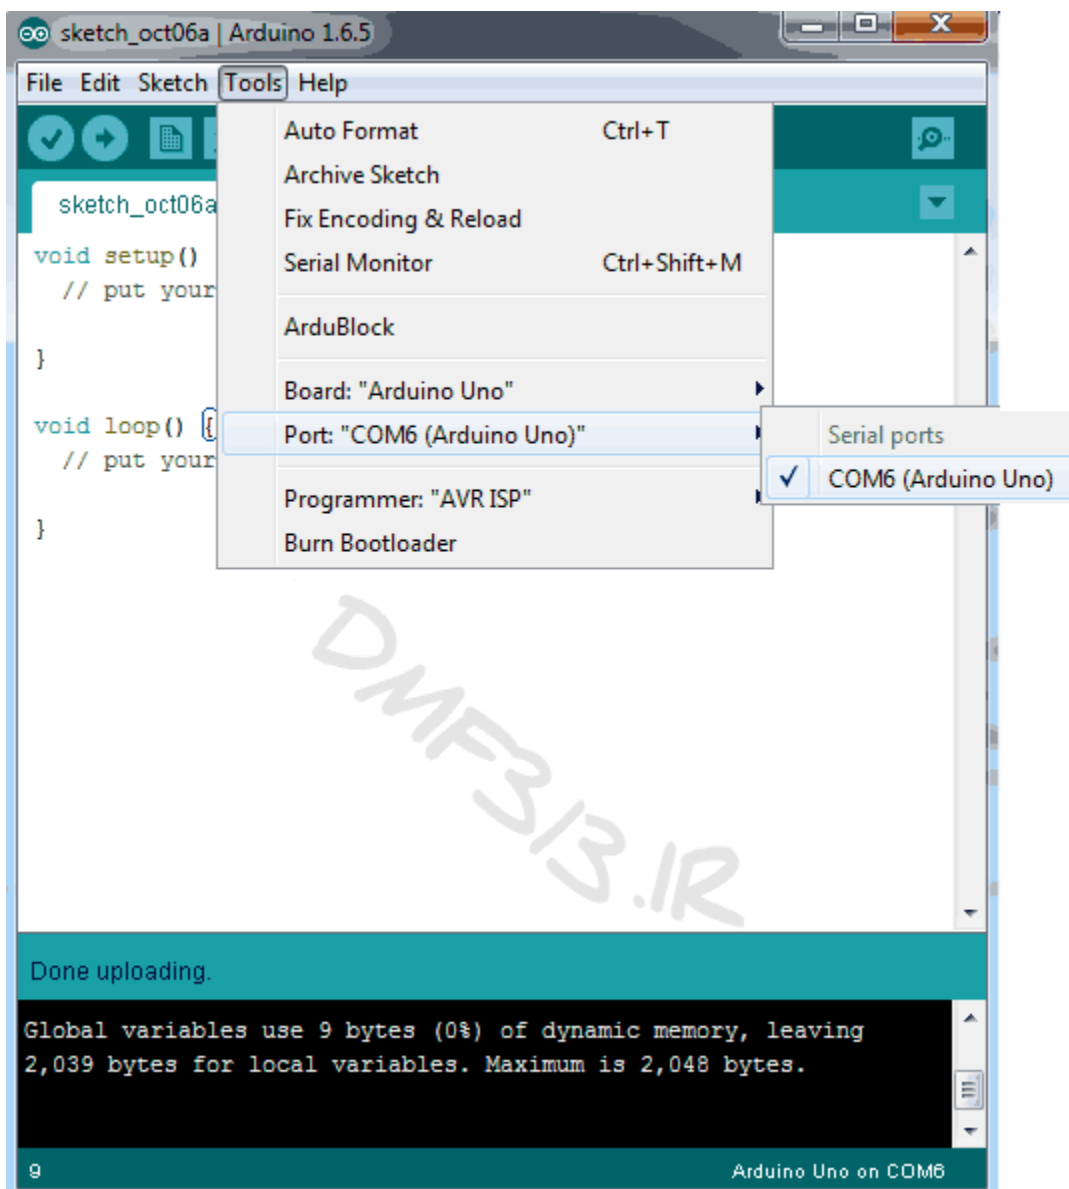 sketch_oct06a | Arduino 1.6.5
File Edit Sketch Tools Help
Auto Format Ctrl+T
Archive Sketch
sketch_oct06a
Fix Encoding & Reload
void setup()
Serial Monitor Ctrl+Shift+M
// put your
ArduBlock
}
Board: "Arduino Uno"
void loop() {
Port: "COM6 (Arduino Uno)"
Serial ports
// put your
COM6 (Arduino Uno)
Programmer: "AVR ISP"
}
Burn Bootloader
DMF313.IR
Done uploading.
Global variables use 9 bytes (0%) of dynamic memory, leaving
2,039 bytes for local variables. Maximum is 2,048 bytes.
9 Arduino Uno on COM6